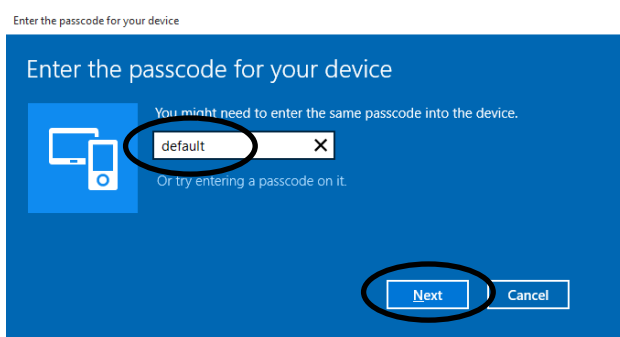 Enter the passcode for your device
Enter the passcode for your device
You might need to enter the same passcode into the device.
default
Or try entering a passcode on it.
Next Cancel